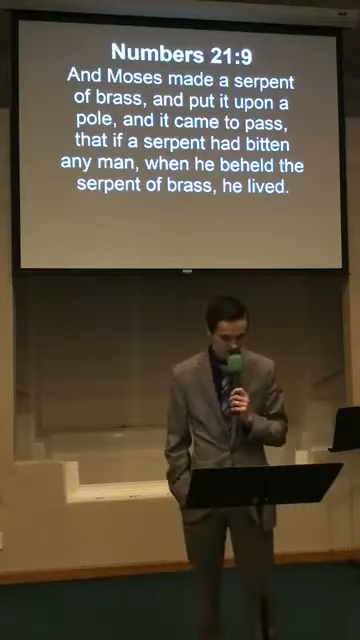 Numbers 21:9
And Moses made a serpent
of brass, and put it upon a
pole, and it came to pass,
that if a serpent had bitten
any man, when he beheld the
serpent of brass, he lived.